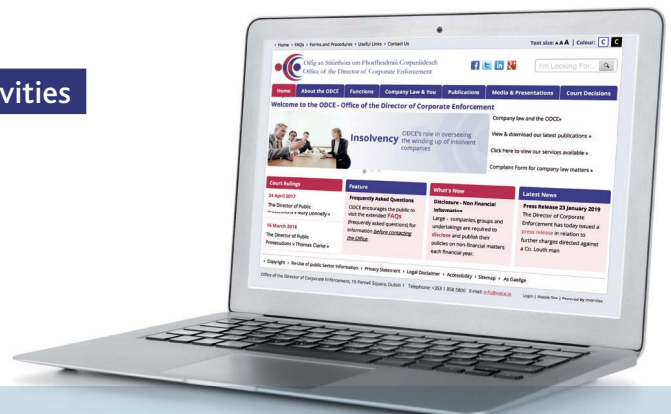 vities
Home FAQs Forms and Procedures Useful Links Contact Us
Text size: A A A Colour: C C
Oifig an Stiúrthóra um Fhorfheidhmiú Corparáideach
Office of the Director of Corporate Enforcement
I'm Looking For...
Home About the ODCE Functions Company Law & You Publications Media & Presentations Court Decisions
Welcome to the ODCE - Office of the Director of Corporate Enforcement
Insolvency
ODCE's role in overseeing
the winding up of insolvent
companies
Company law and the ODCE»
View & download our latest publications »
Click here to view our services available »
Complaint Form for company law matters »
Court Rulings
24 April 2017
The Director of Public
Prosecutions v Rory Donnelly »
16 March 2018
The Director of Public
Prosecutions v Thomas Clarke »
Feature
Frequently Asked Questions
ODCE encourages the public to
visit the extended FAQs
(frequently asked questions) for
information before contacting
the Office.
What's New
Disclosure - Non Financial
Information
Large - companies, groups and
undertakings are required to
disclose and publish their
policies on non-financial matters
each financial year.
Latest News
Press Release 23 January 2019
The Director of Corporate
Enforcement has today issued a
press release in relation to
further charges directed against
a Co. Louth man
Copyright Re-Use of public Sector Information Privacy Statement Legal Disclaimer Accessibility Sitemap As Gaeilge
Office of the Director of Corporate Enforcement, 16 Parnell Square, Dublin 1 Telephone: +353 1 858 5800 E-mail: info@odce.ie
Login | Mobile Site | Powered By